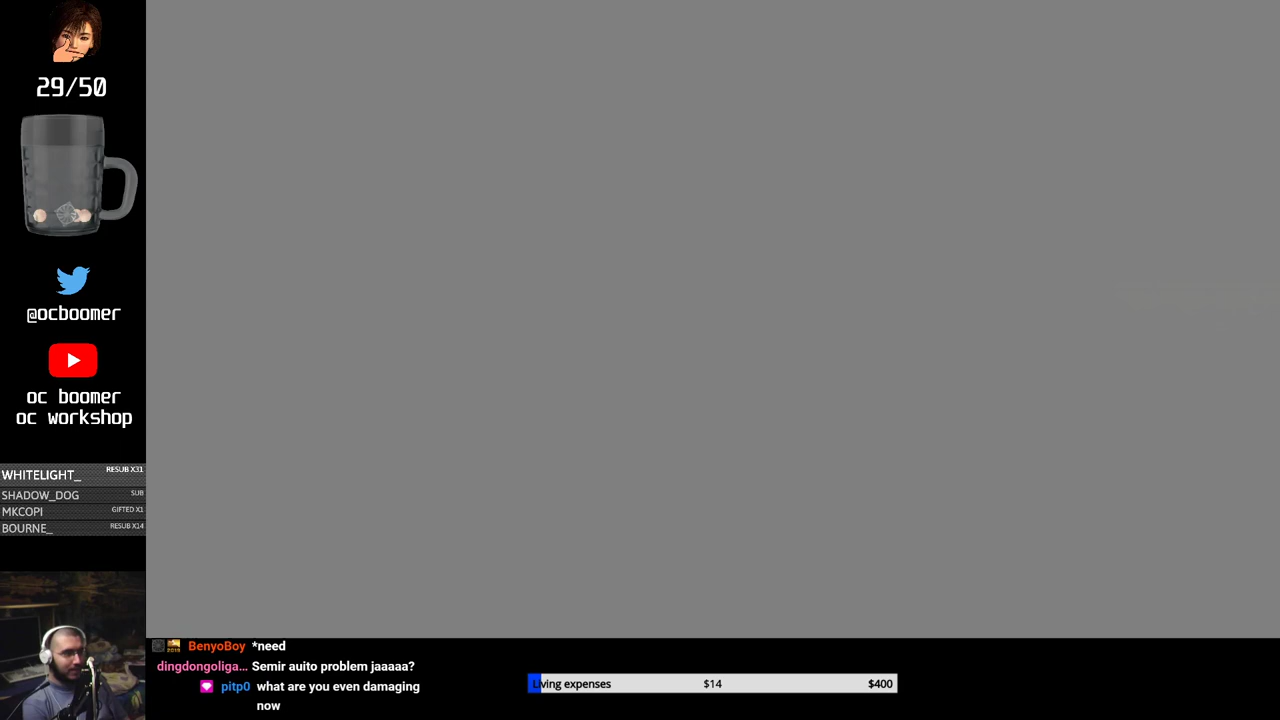 29/50
@ocboomer
oc boomer
oc workshop
WHITELIGHT_ RESUB X31
SHADOW_DOG SUB
MKCOPI GIFTED X1
BOURNE_ RESUB X14
BenyoBoy *need
dingdongoliga... Semir auito problem jaaaaa?
pitp0 what are you even damaging
now
Living expenses $14 $400